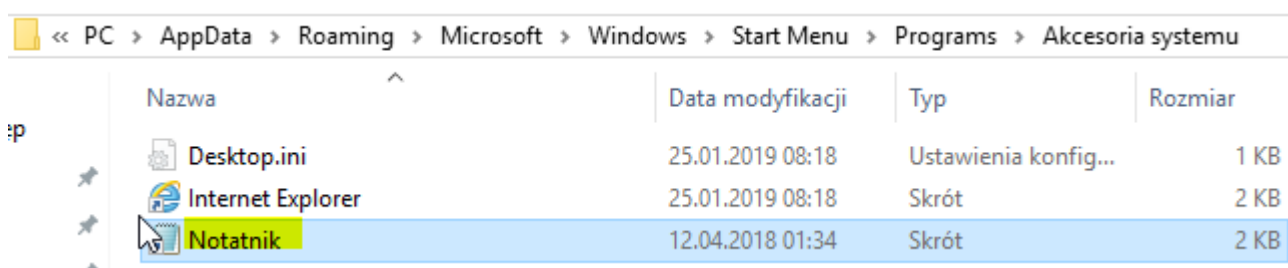 « PC > AppData > Roaming > Microsoft > Windows > Start Menu > Programs > Akcesoria systemu
Nazwa Data modyfikacji Typ Rozmiar
ęp
Desktop.ini 25.01.2019 08:18 Ustawienia konfig... 1 KB
Internet Explorer 25.01.2019 08:18 Skrót 2 KB
Notatnik 12.04.2018 01:34 Skrót 2 KB